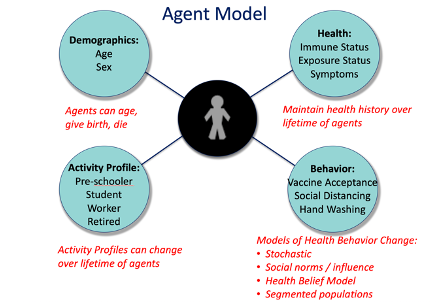 Agent Model
Demographics:
Age
Sex
Agents can age,
give birth, die
Health:
Immune Status
Exposure Status
Symptoms
Maintain health history over
lifetime of agents
Activity Profile:
Pre-schooler
Student
Worker
Retired
Activity Profiles can change
over lifetime of agents
Behavior:
Vaccine Acceptance
Social Distancing
Hand Washing
Models of Health Behavior Change:
• Stochastic
• Social norms / influence
• Health Belief Model
• Segmented populations